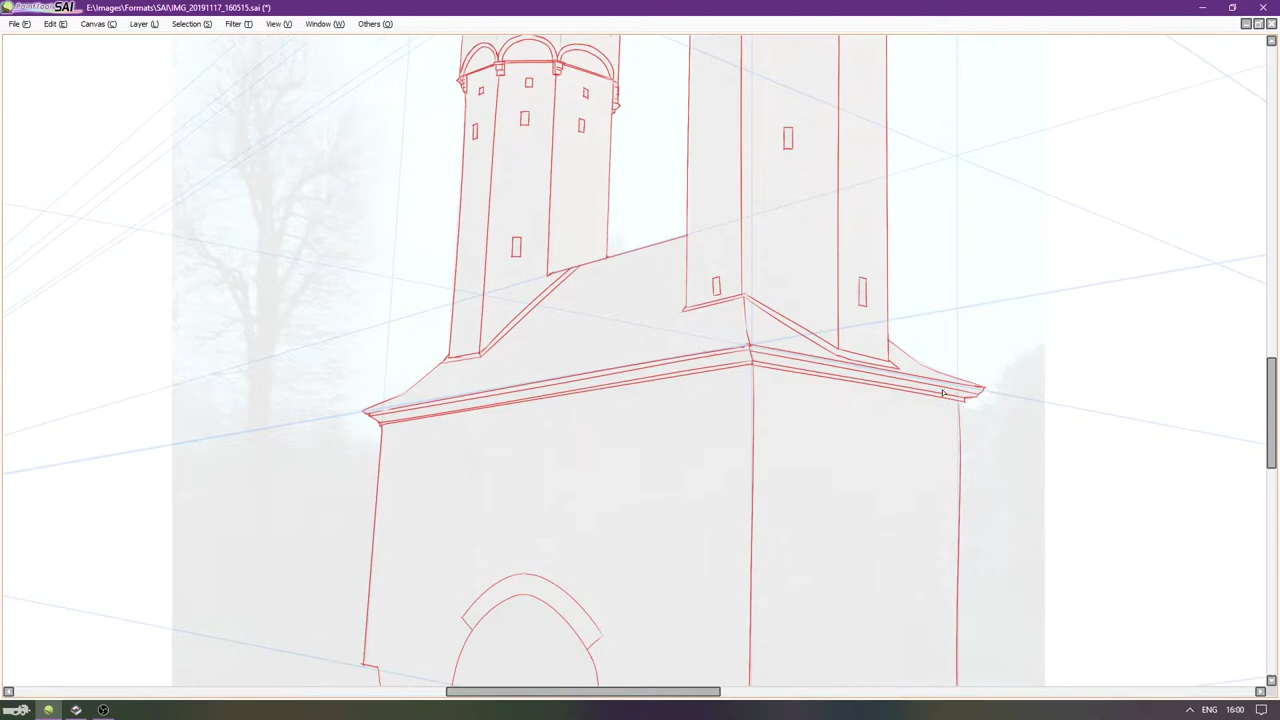 PaintTool SAI E:\Images\Formats\SAI\IMG_20191117_160515.sai (*)
File (F) Edit (E) Canvas (C) Layer (L) Selection (S) Filter (T) View (V) Window (W) Others (O)
ENG 16:00